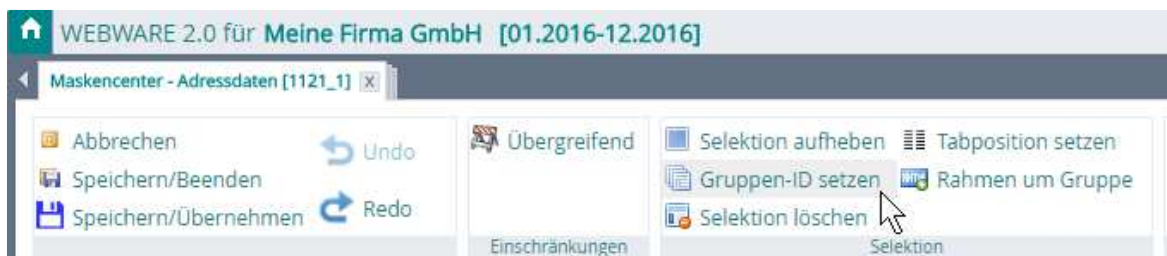 WEBWARE 2.0 für Meine Firma GmbH [01.2016-12.2016]
Maskencenter - Adressdaten [1121_1] X
Abbrechen
Speichern/Beenden
Speichern/Übernehmen
Undo
Redo
Übergreifend
Einschränkungen
Selektion aufheben
Gruppen-ID setzen
Selektion löschen
Tabposition setzen
Rahmen um Gruppe
Selektion